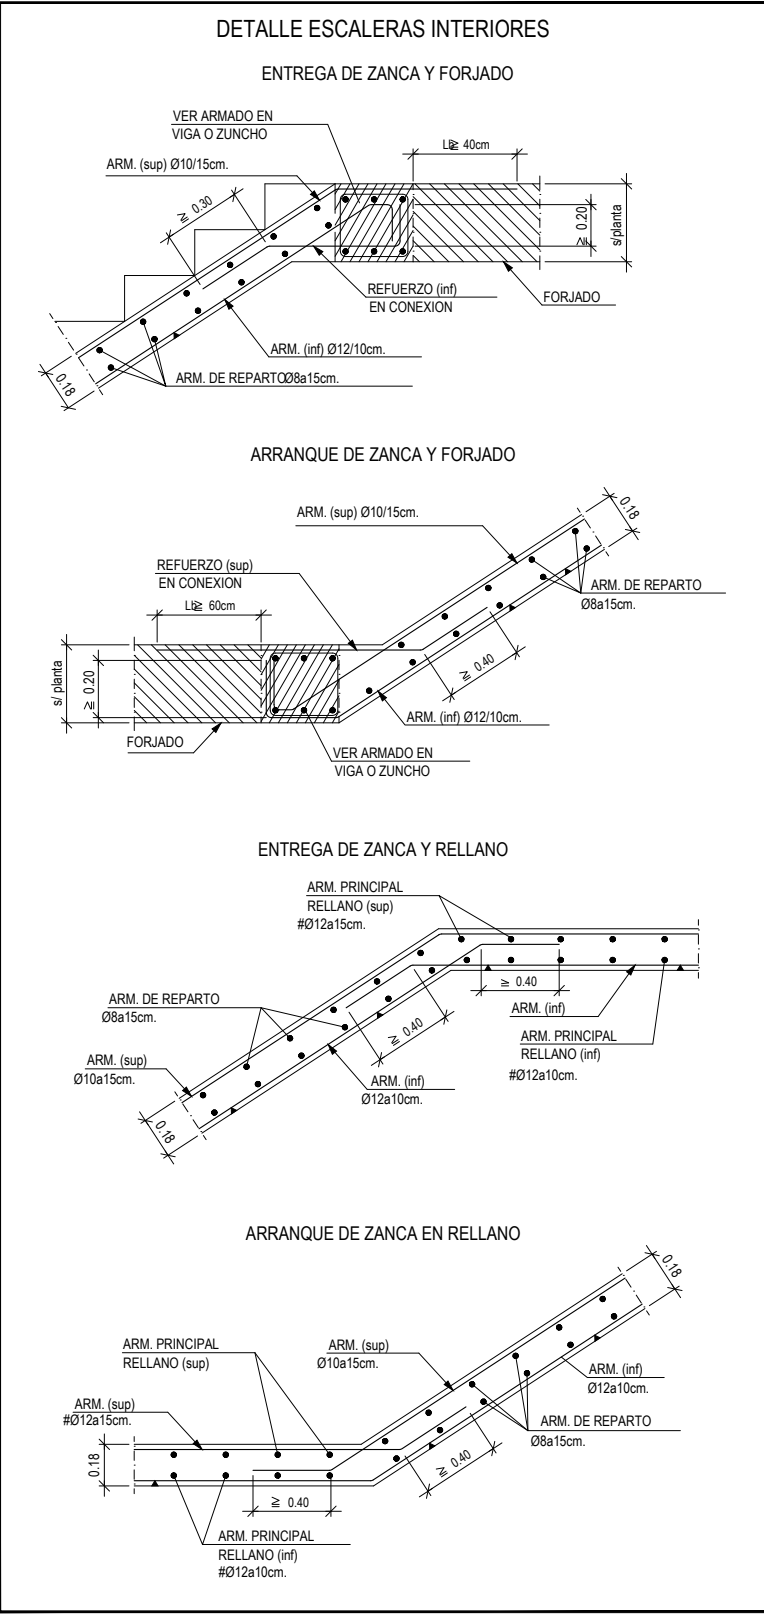 DETALLE ESCALERAS INTERIORES
ENTREGA DE ZANCA Y FORJADO
VER ARMADO EN
VIGA O ZUNCHO
ARM. (sup) Ø10/15cm.
Lb≧ 40cm
≧ 0.30
≧ 0.20
s/planta
REFUERZO (inf)
EN CONEXION
FORJADO
ARM. (inf) Ø12/10cm.
ARM. DE REPARTOØ8a15cm.
0.18
ARRANQUE DE ZANCA Y FORJADO
ARM. (sup) Ø10/15cm.
0.18
REFUERZO (sup)
EN CONEXION
ARM. DE REPARTO
Ø8a15cm.
Lb≧ 60cm
s/ planta
≧ 0.20
≧ 0.40
ARM. (inf) Ø12/10cm.
FORJADO
VER ARMADO EN
VIGA O ZUNCHO
ENTREGA DE ZANCA Y RELLANO
ARM. PRINCIPAL
RELLANO (sup)
#Ø12a15cm.
≧ 0.40
ARM. DE REPARTO
Ø8a15cm.
≧ 0.40
ARM. (inf)
ARM. PRINCIPAL
RELLANO (inf)
#Ø12a10cm.
ARM. (sup)
Ø10a15cm.
ARM. (inf)
Ø12a10cm.
0.18
ARRANQUE DE ZANCA EN RELLANO
0.18
ARM. PRINCIPAL
RELLANO (sup)
ARM. (sup)
Ø10a15cm.
ARM. (inf)
Ø12a10cm.
ARM. (sup)
#Ø12a15cm.
ARM. DE REPARTO
Ø8a15cm.
0.18
≧ 0.40
≧ 0.40
ARM. PRINCIPAL
RELLANO (inf)
#Ø12a10cm.